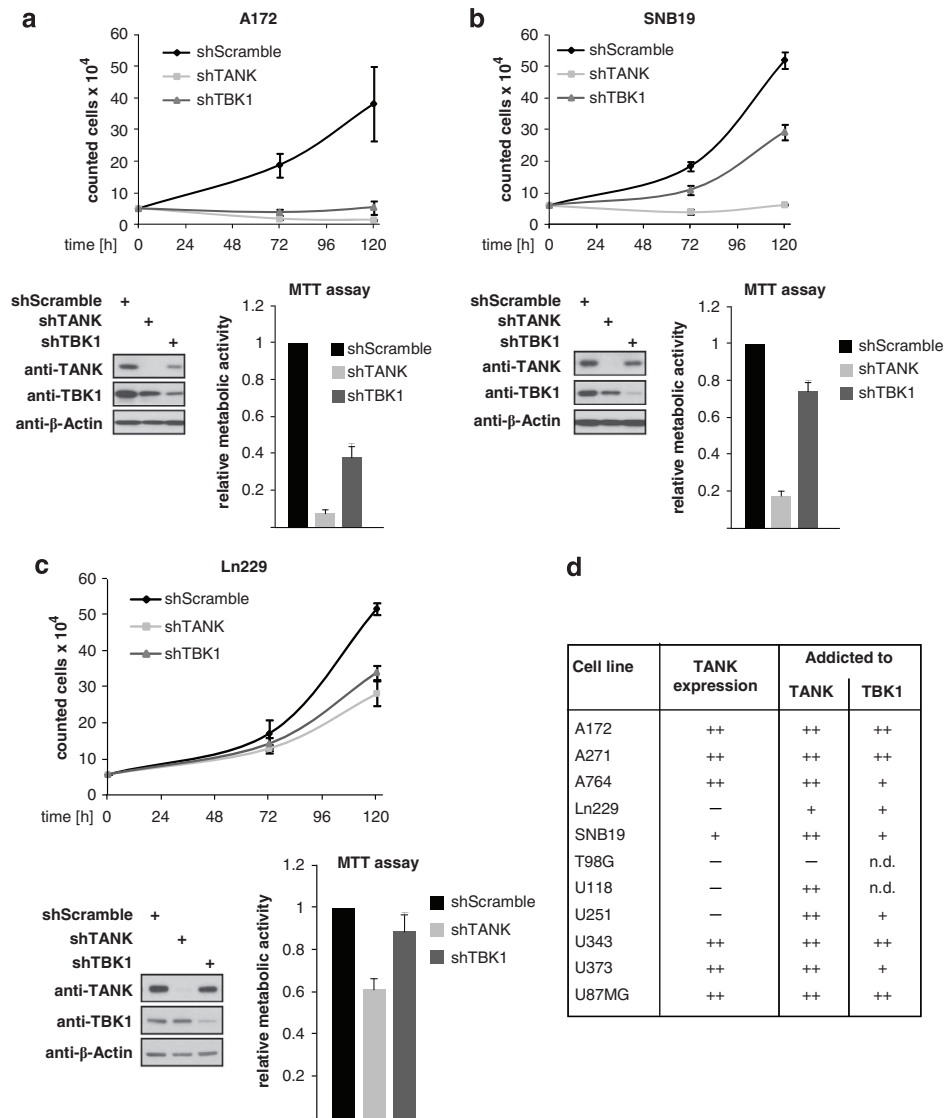 a
A172
counted cells x 10⁴
60
50
40
30
20
10
0
shScramble
shTANK
shTBK1
time [h] 0 24 48 72 96 120
shScramble +
shTANK +
shTBK1 +
anti-TANK
anti-TBK1
anti-β-Actin
MTT assay
relative metabolic activity
1.2
1
0.8
0.6
0.4
0.2
shScramble
shTANK
shTBK1
b
SNB19
counted cells x 10⁴
60
50
40
30
20
10
0
shScramble
shTANK
shTBK1
time [h] 0 24 48 72 96 120
shScramble +
shTANK +
shTBK1 +
anti-TANK
anti-TBK1
anti-β-Actin
MTT assay
relative metabolic activity
1.2
1
0.8
0.6
0.4
0.2
shScramble
shTANK
shTBK1
c
Ln229
counted cells x 10⁴
60
50
40
30
20
10
0
shScramble
shTANK
shTBK1
time [h] 0 24 48 72 96 120
shScramble +
shTANK +
shTBK1 +
anti-TANK
anti-TBK1
anti-β-Actin
MTT assay
relative metabolic activity
1.2
1
0.8
0.6
0.4
0.2
shScramble
shTANK
shTBK1
d
Cell line TANK expression Addicted to
TANK TBK1
A172 ++ ++ ++
A271 ++ ++ ++
A764 ++ ++ +
Ln229 – + +
SNB19 + ++ +
T98G – – n.d.
U118 – ++ n.d.
U251 – ++ +
U343 ++ ++ ++
U373 ++ ++ +
U87MG ++ ++ ++